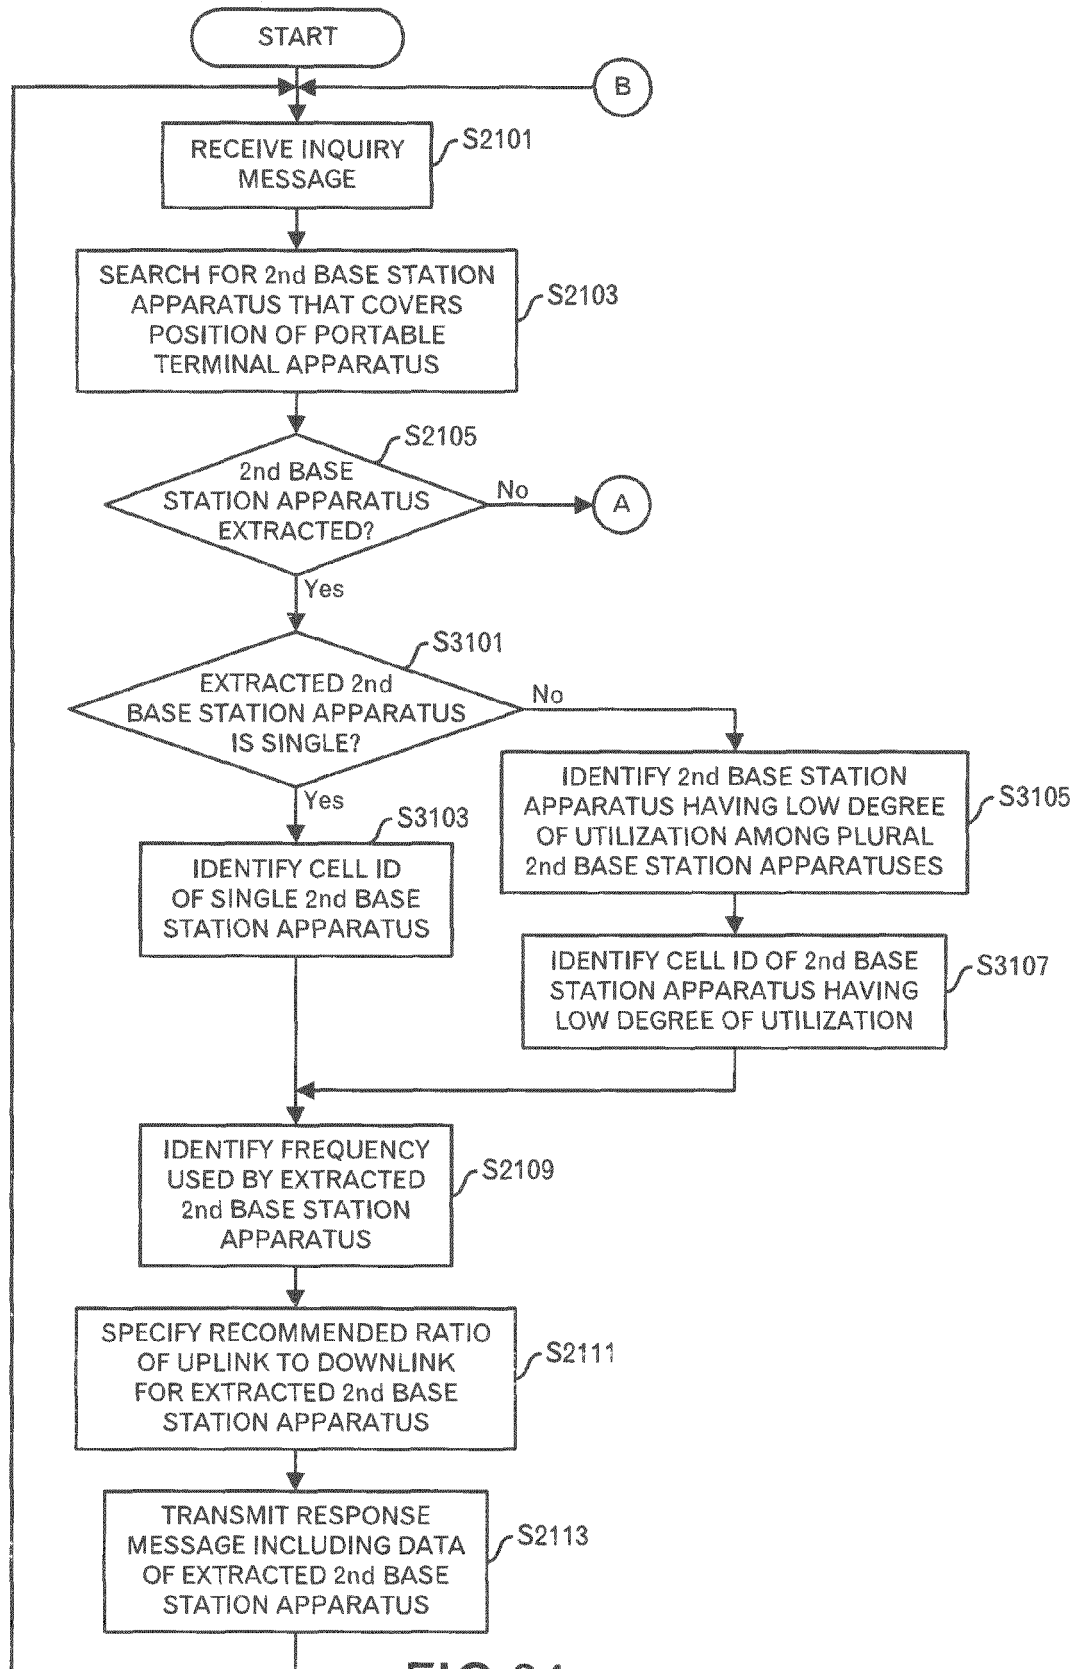 START
B
RECEIVE INQUIRY
MESSAGE
S2101
SEARCH FOR 2nd BASE STATION
APPARATUS THAT COVERS
POSITION OF PORTABLE
TERMINAL APPARATUS
S2103
S2105
2nd BASE
STATION APPARATUS
EXTRACTED?
No
A
Yes
S3101
EXTRACTED 2nd
BASE STATION APPARATUS
IS SINGLE?
No
Yes
IDENTIFY 2nd BASE STATION
APPARATUS HAVING LOW DEGREE
OF UTILIZATION AMONG PLURAL
2nd BASE STATION APPARATUSES
S3105
S3103
IDENTIFY CELL ID
OF SINGLE 2nd BASE
STATION APPARATUS
IDENTIFY CELL ID OF 2nd BASE
STATION APPARATUS HAVING
LOW DEGREE OF UTILIZATION
S3107
IDENTIFY FREQUENCY
USED BY EXTRACTED
2nd BASE STATION
APPARATUS
S2109
SPECIFY RECOMMENDED RATIO
OF UPLINK TO DOWNLINK
FOR EXTRACTED 2nd BASE
STATION APPARATUS
S2111
TRANSMIT RESPONSE
MESSAGE INCLUDING DATA
OF EXTRACTED 2nd BASE
STATION APPARATUS
S2113